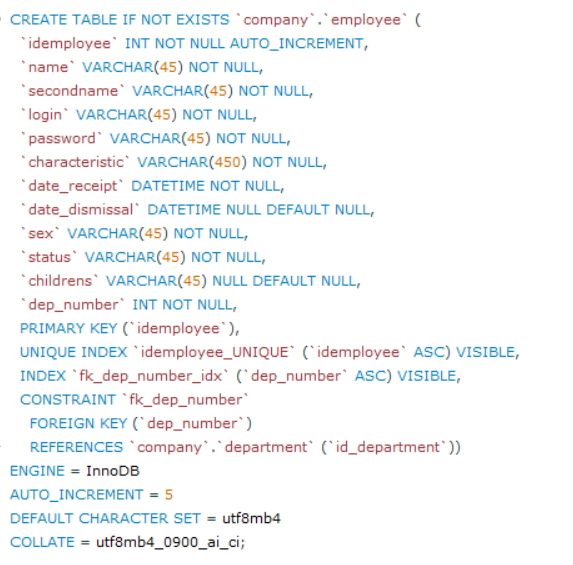 CREATE TABLE IF NOT EXISTS `company`.`employee` (
`idemployee` INT NOT NULL AUTO_INCREMENT,
`name` VARCHAR(45) NOT NULL,
`secondname` VARCHAR(45) NOT NULL,
`login` VARCHAR(45) NOT NULL,
`password` VARCHAR(45) NOT NULL,
`characteristic` VARCHAR(450) NOT NULL,
`date_receipt` DATETIME NOT NULL,
`date_dismissal` DATETIME NULL DEFAULT NULL,
`sex` VARCHAR(45) NOT NULL,
`status` VARCHAR(45) NOT NULL,
`childrens` VARCHAR(45) NULL DEFAULT NULL,
`dep_number` INT NOT NULL,
PRIMARY KEY (`idemployee`),
UNIQUE INDEX `idemployee_UNIQUE` (`idemployee` ASC) VISIBLE,
INDEX `fk_dep_number_idx` (`dep_number` ASC) VISIBLE,
CONSTRAINT `fk_dep_number`
FOREIGN KEY (`dep_number`)
REFERENCES `company`.`department` (`id_department`))
ENGINE = InnoDB
AUTO_INCREMENT = 5
DEFAULT CHARACTER SET = utf8mb4
COLLATE = utf8mb4_0900_ai_ci;